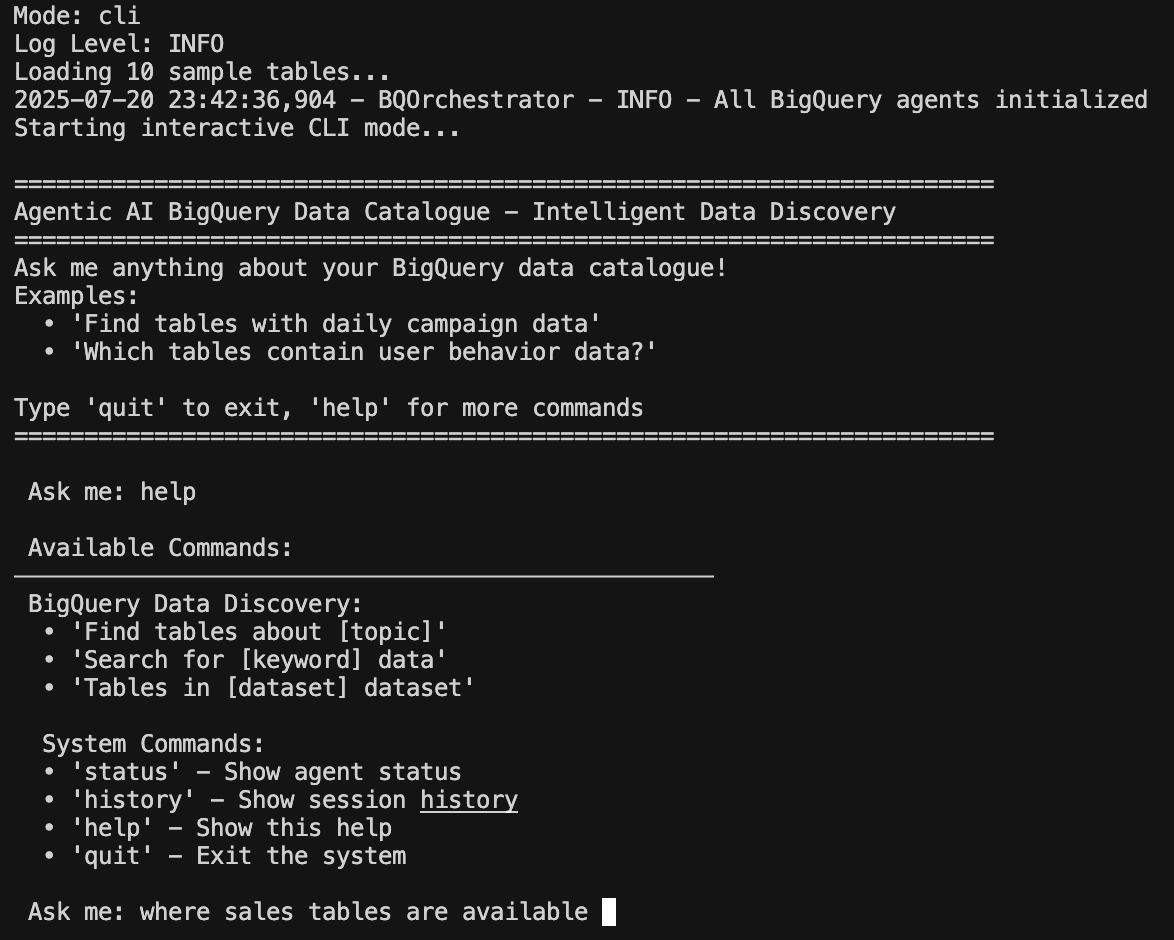 Mode: cli
Log Level: INFO
Loading 10 sample tables...
2025-07-20 23:42:36,904 – BQOrchestrator – INFO – All BigQuery agents initialized
Starting interactive CLI mode...
======================================================================
Agentic AI BigQuery Data Catalogue – Intelligent Data Discovery
======================================================================
Ask me anything about your BigQuery data catalogue!
Examples:
• 'Find tables with daily campaign data'
• 'Which tables contain user behavior data?'
Type 'quit' to exit, 'help' for more commands
======================================================================
Ask me: help
Available Commands:
──────────────────────────────────────────────────
BigQuery Data Discovery:
• 'Find tables about [topic]'
• 'Search for [keyword] data'
• 'Tables in [dataset] dataset'
System Commands:
• 'status' – Show agent status
• 'history' – Show session history
• 'help' – Show this help
• 'quit' – Exit the system
Ask me: where sales tables are available